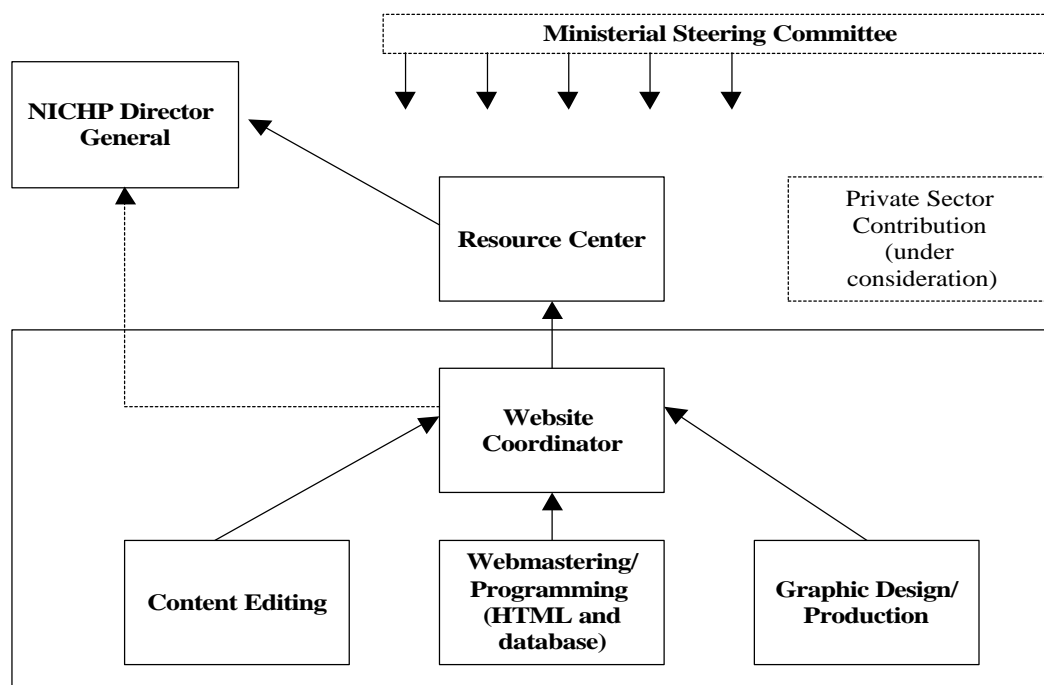 Ministerial Steering Committee
NICHP Director
General
Resource Center
Private Sector
Contribution
(under
consideration)
Website
Coordinator
Content Editing
Webmastering/
Programming
(HTML and
database)
Graphic Design/
Production